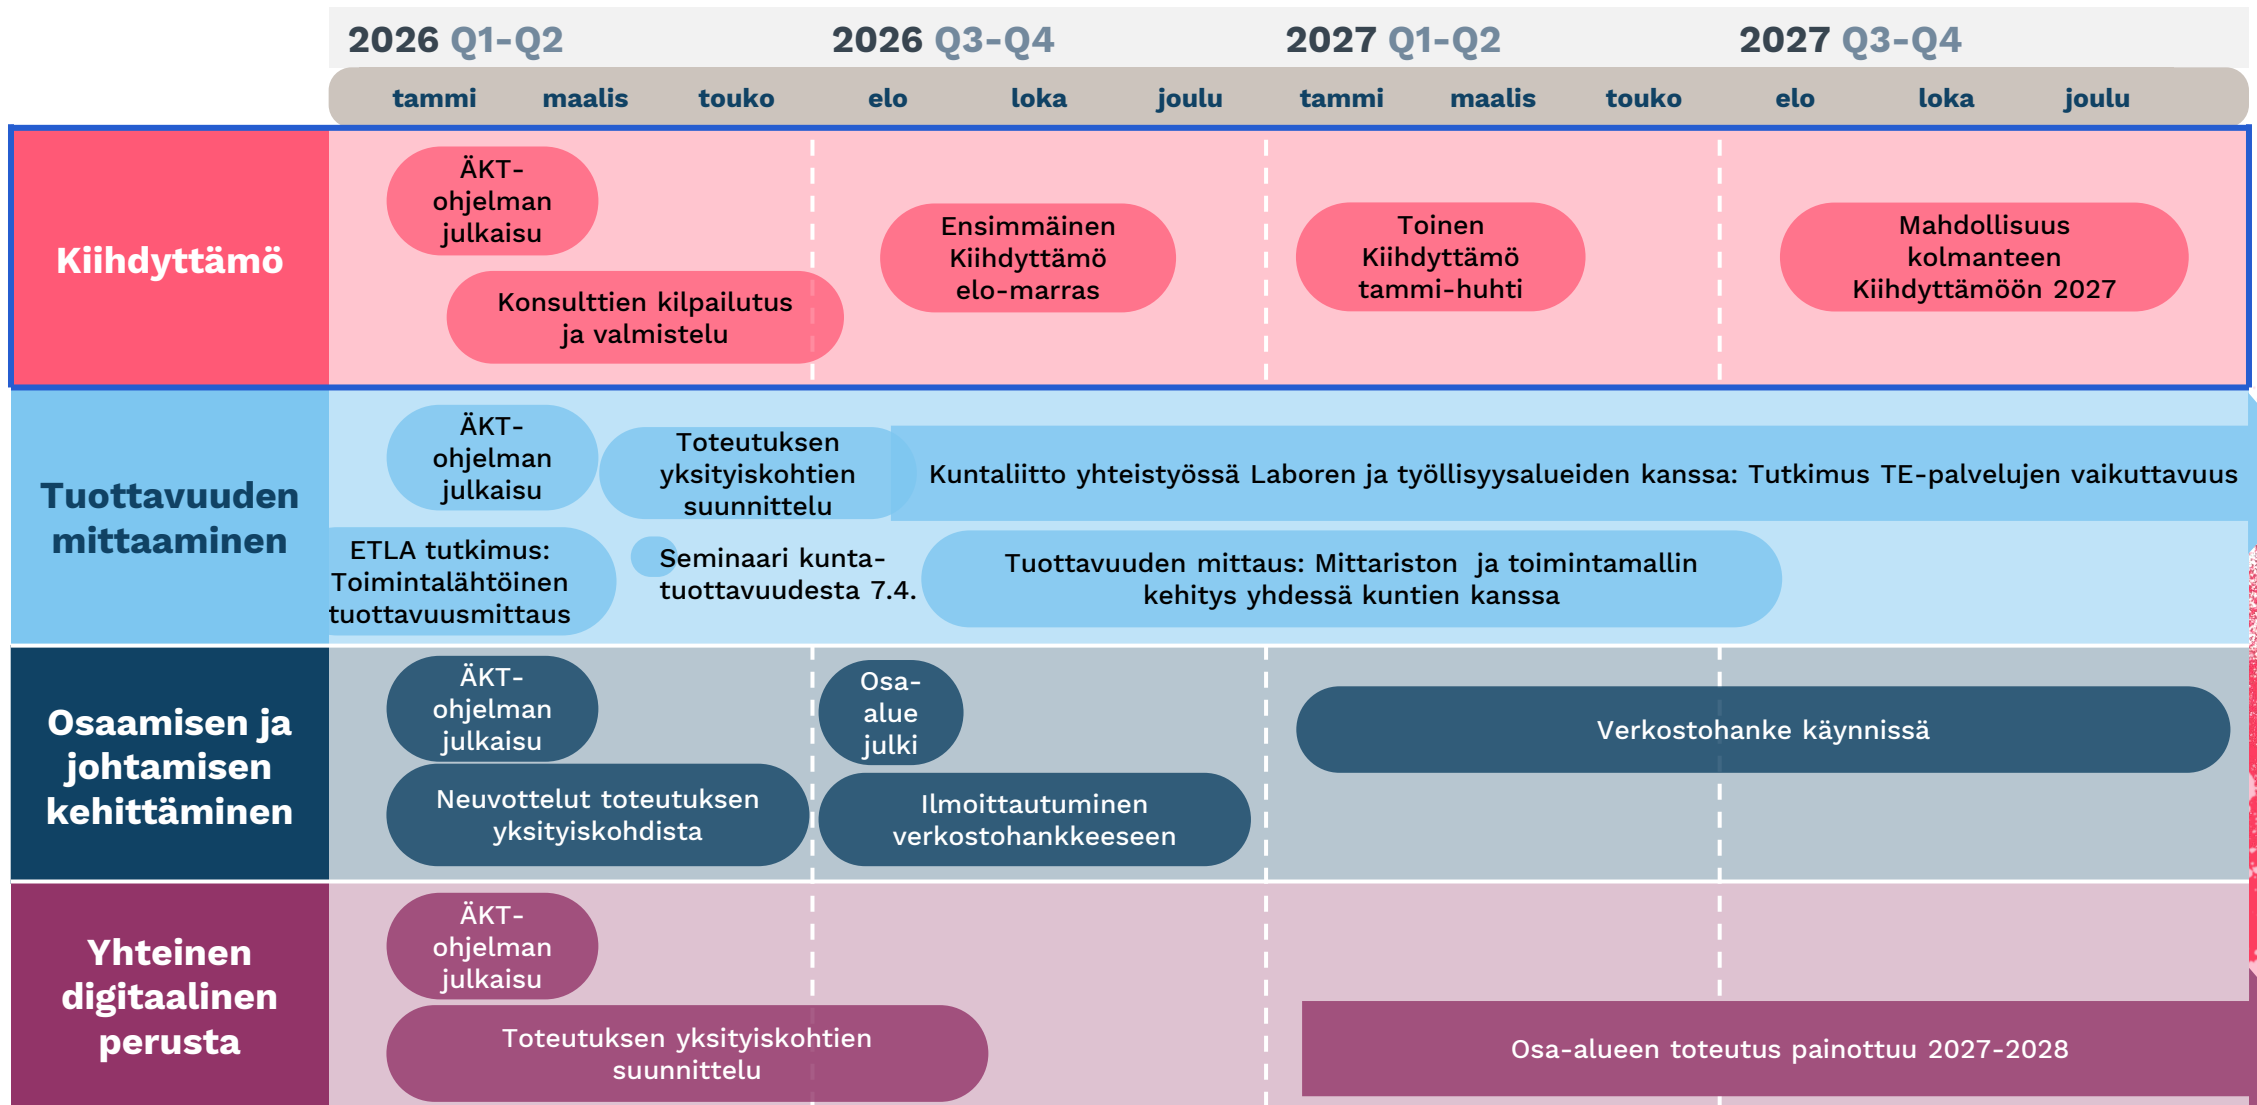 2026 Q1-Q2
2026 Q3-Q4
2027 Q1-Q2
2027 Q3-Q4
tammi
maalis
touko
elo
loka
joulu
tammi
maalis
touko
elo
loka
joulu
Kiihdyttämö
ÄKT-
ohjelman
julkaisu
Konsulttien kilpailutus
ja valmistelu
Ensimmäinen
Kiihdyttämö
elo-marras
Toinen
Kiihdyttämö
tammi-huhti
Mahdollisuus
kolmanteen
Kiihdyttämöön 2027
Tuottavuuden
mittaaminen
ÄKT-
ohjelman
julkaisu
Toteutuksen
yksityiskohtien
suunnittelu
Kuntaliitto yhteistyössä Laboren ja työllisyysalueiden kanssa: Tutkimus TE-palvelujen vaikuttavuus
ETLA tutkimus:
Toimintalähtöinen
tuottavuusmittaus
Seminaari kunta-
tuottavuudesta 7.4.
Tuottavuuden mittaus: Mittariston ja toimintamallin
kehitys yhdessä kuntien kanssa
Osaamisen ja
johtamisen
kehittäminen
ÄKT-
ohjelman
julkaisu
Neuvottelut toteutuksen
yksityiskohdista
Osa-
alue
julki
Ilmoittautuminen
verkostohankkeeseen
Verkostohanke käynnissä
Yhteinen
digitaalinen
perusta
ÄKT-
ohjelman
julkaisu
Toteutuksen yksityiskohtien
suunnittelu
Osa-alueen toteutus painottuu 2027-2028